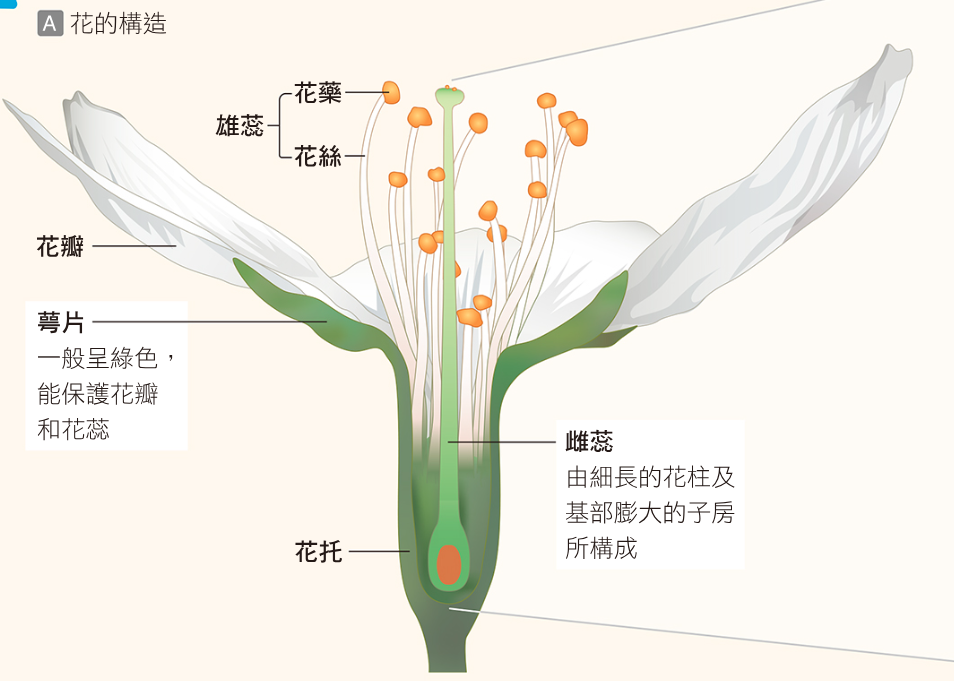 A 花的構造
花藥
雄蕊
花絲
花瓣
萼片
一般呈綠色，
能保護花瓣
和花蕊
雌蕊
由細長的花柱及
基部膨大的子房
所構成
花托